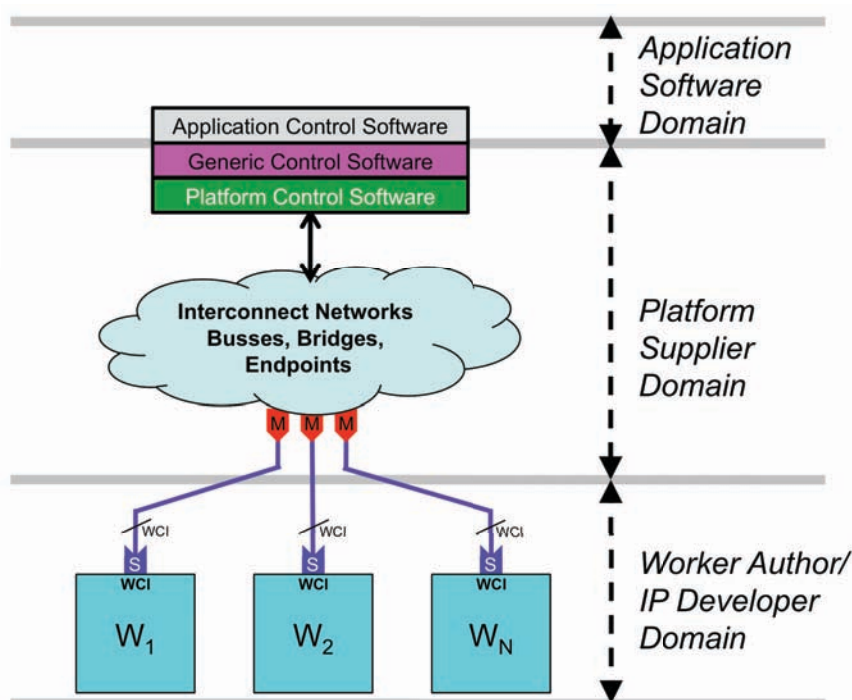 Application
Software
Domain
Application Control Software
Generic Control Software
Platform Control Software
Interconnect Networks
Busses, Bridges,
Endpoints
Platform
Supplier
Domain
M M M
WCI WCI WCI
S S S
WCI WCI WCI
W1 W2 WN
Worker Author/
IP Developer
Domain